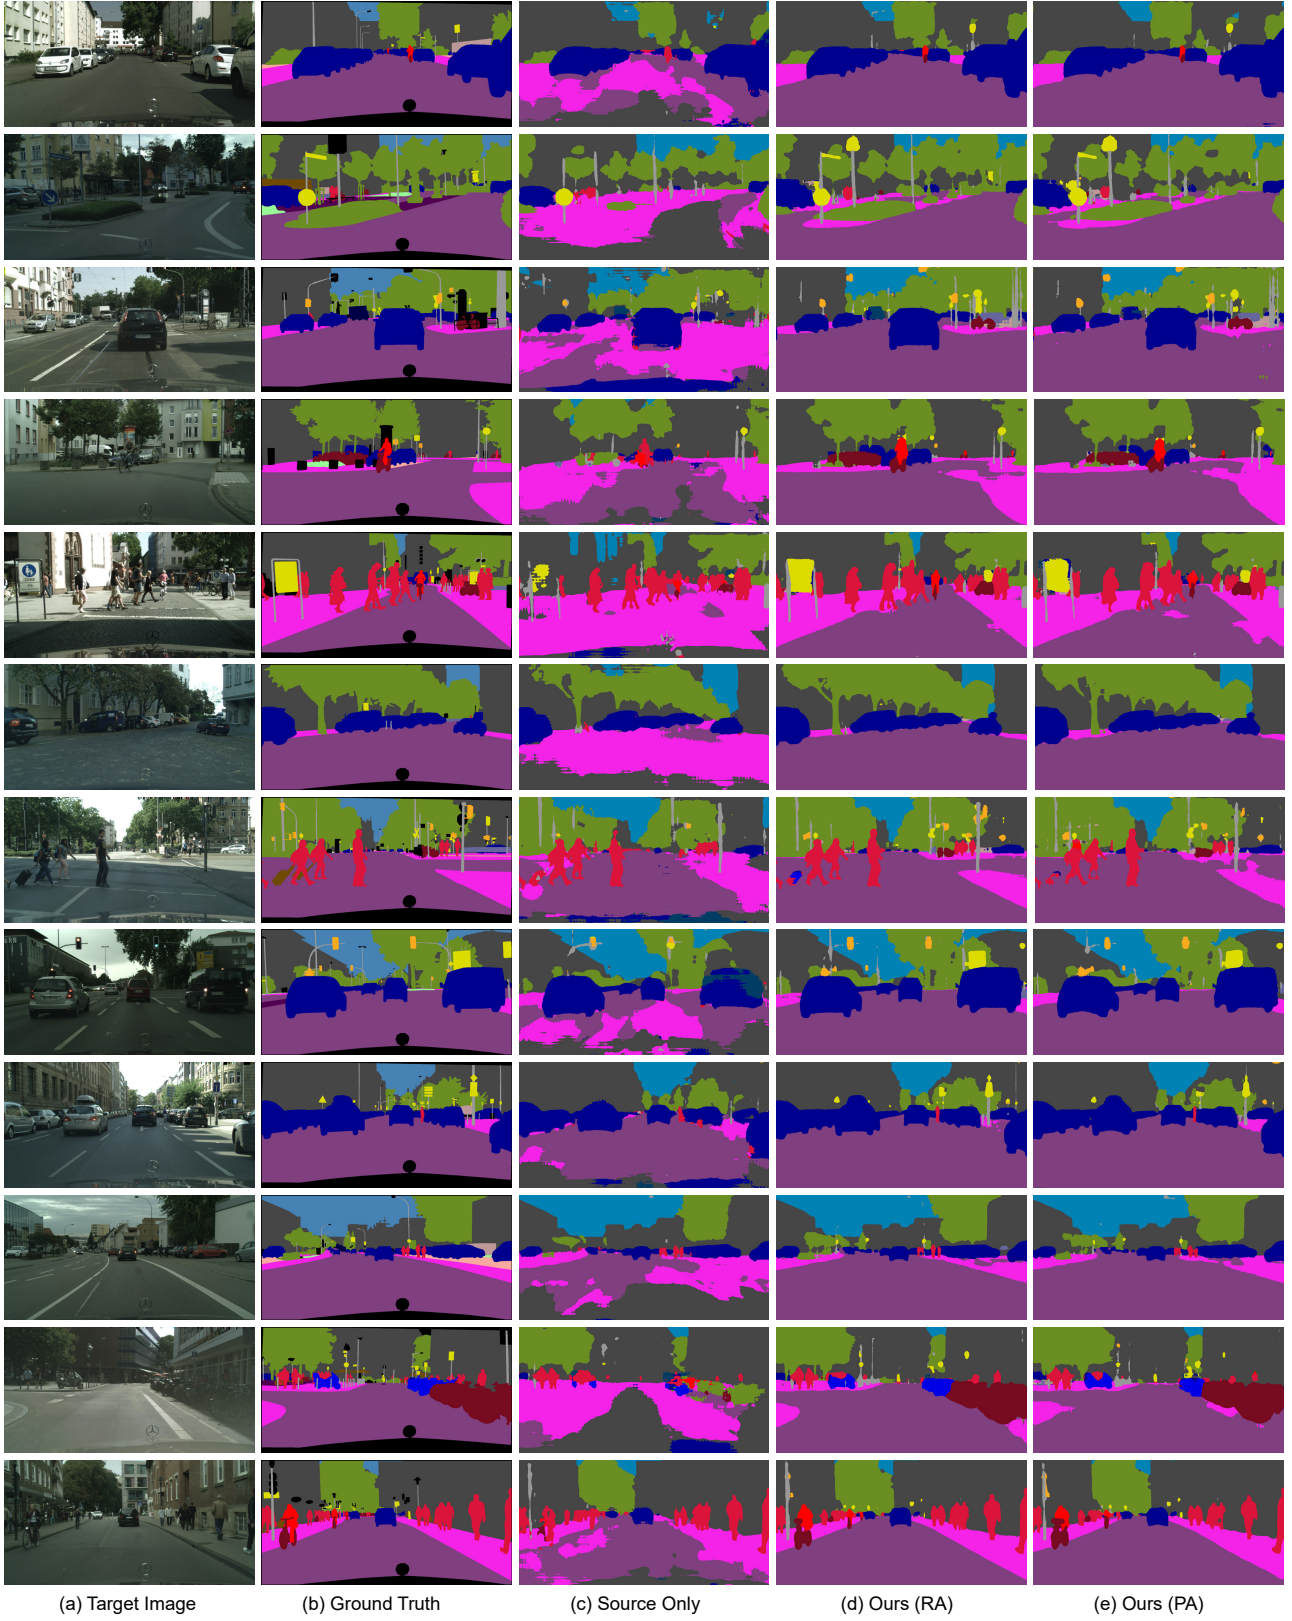 (a) Target Image
(b) Ground Truth
(c) Source Only
(d) Ours (RA)
(e) Ours (PA)